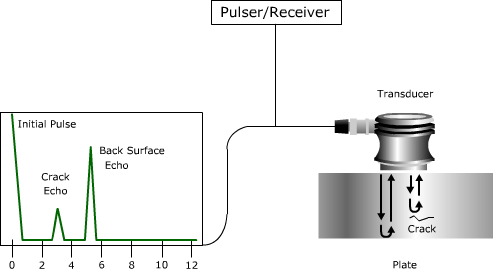 Pulser/Receiver
Transducer
Initial Pulse
Back Surface
Echo
Crack
Echo
Crack
0 2 4 6 8 10 12
Plate